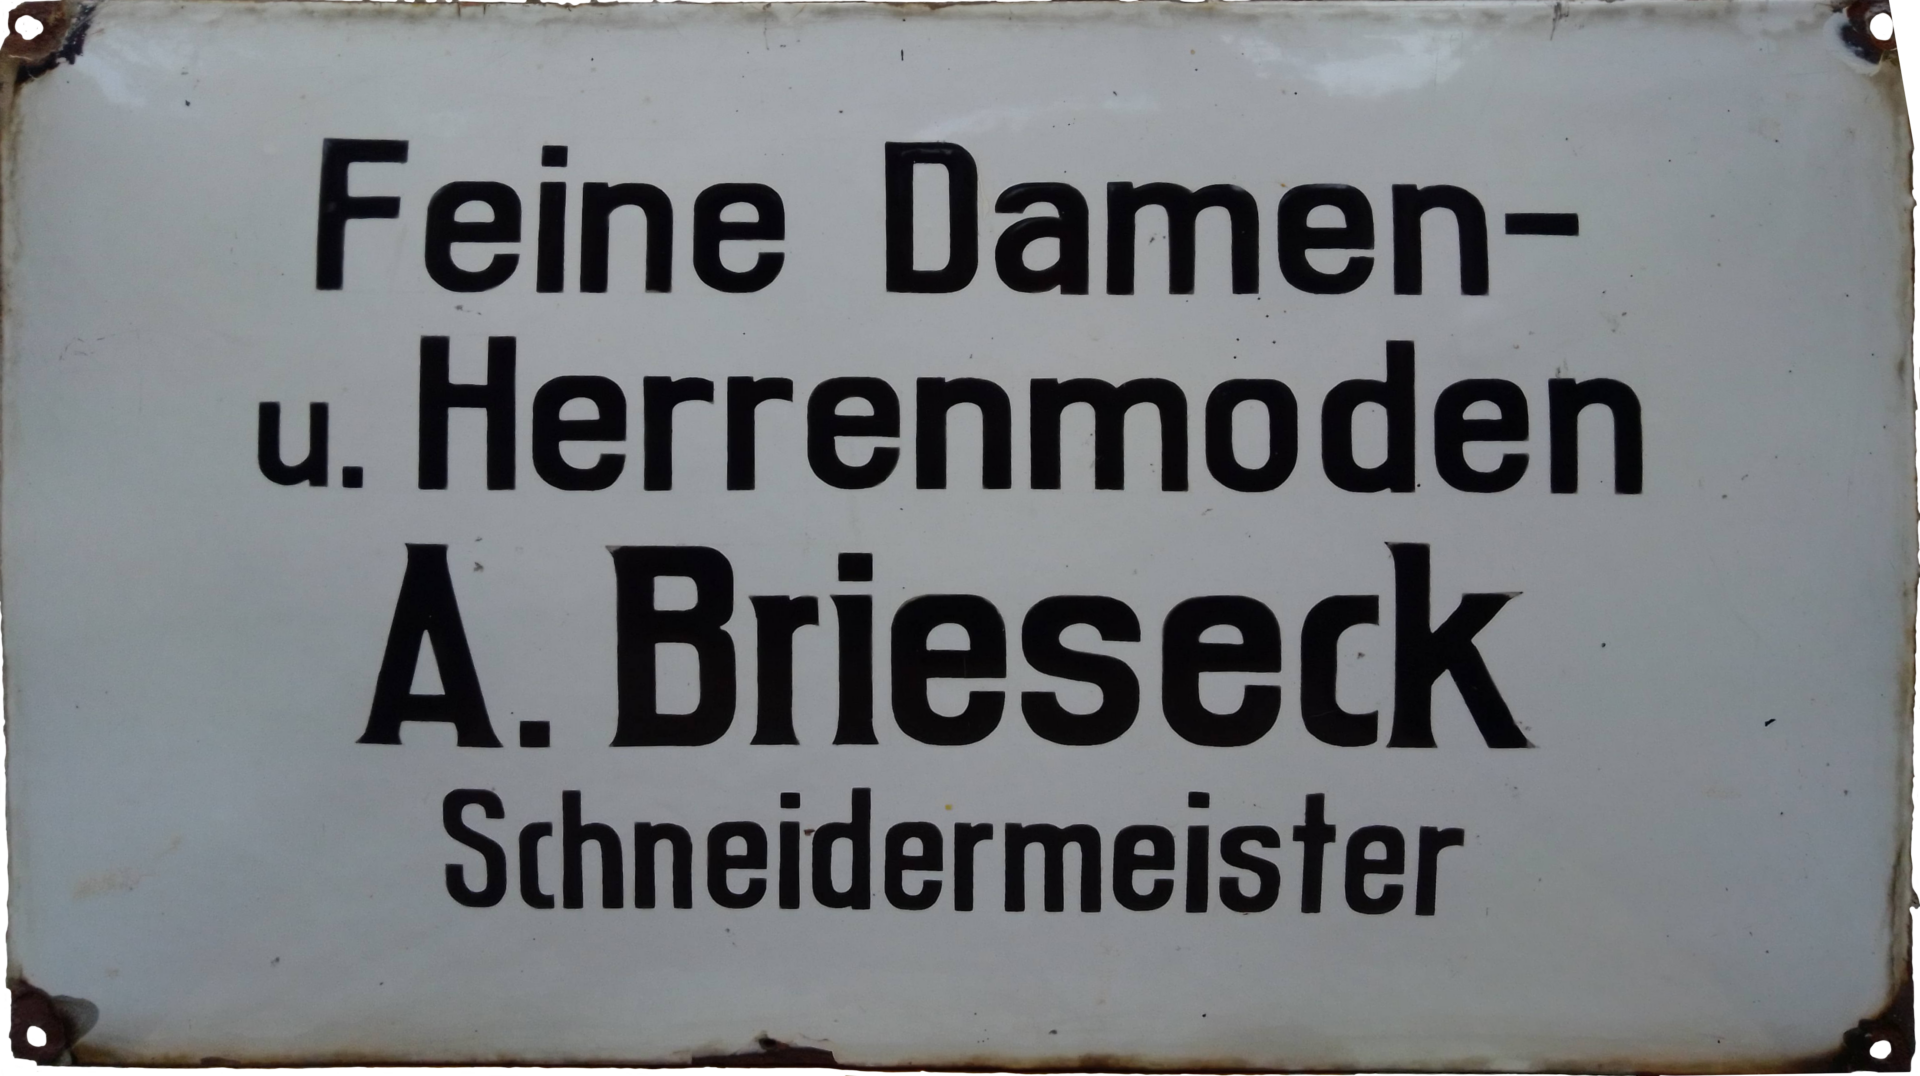 Feine Damen-
u. Herrenmoden
A. Brieseck
Schneidermeister